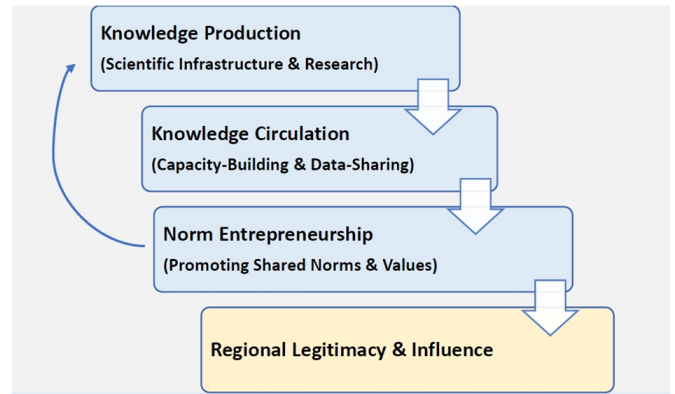 Knowledge Production
(Scientific Infrastructure & Research)
Knowledge Circulation
(Capacity-Building & Data-Sharing)
Norm Entrepreneurship
(Promoting Shared Norms & Values)
Regional Legitimacy & Influence